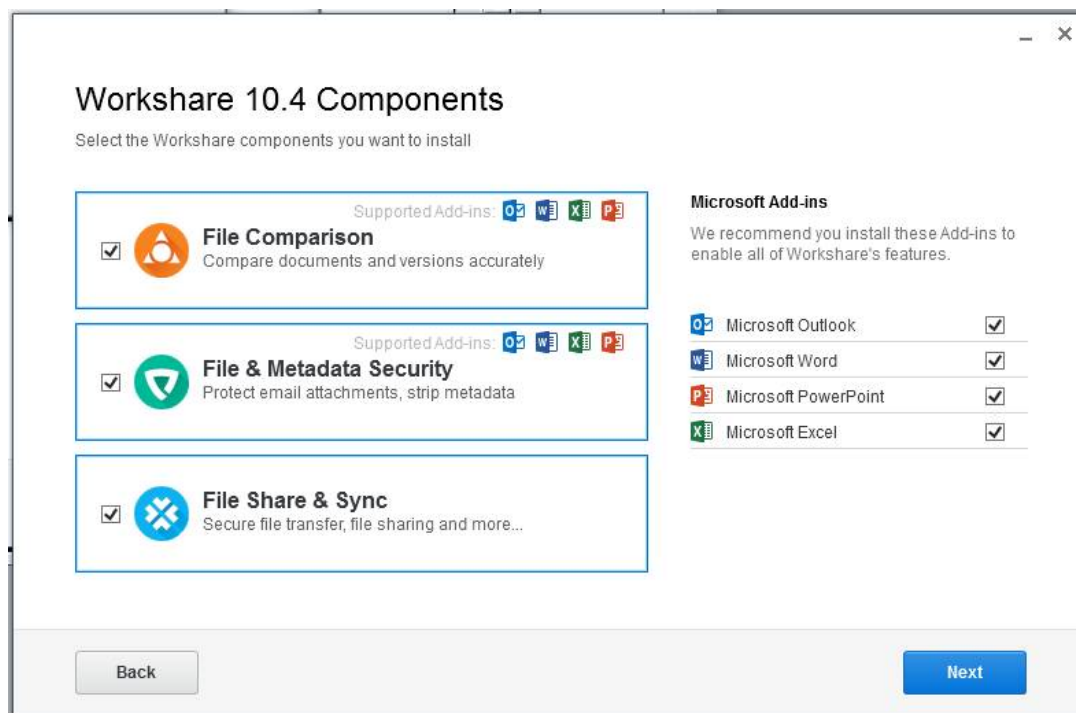 Workshare 10.4 Components
Select the Workshare components you want to install
Supported Add-ins:
File Comparison
Compare documents and versions accurately
Supported Add-ins:
File & Metadata Security
Protect email attachments, strip metadata
File Share & Sync
Secure file transfer, file sharing and more...
Microsoft Add-ins
We recommend you install these Add-ins to
enable all of Workshare's features.
Microsoft Outlook
Microsoft Word
Microsoft PowerPoint
Microsoft Excel
Back
Next